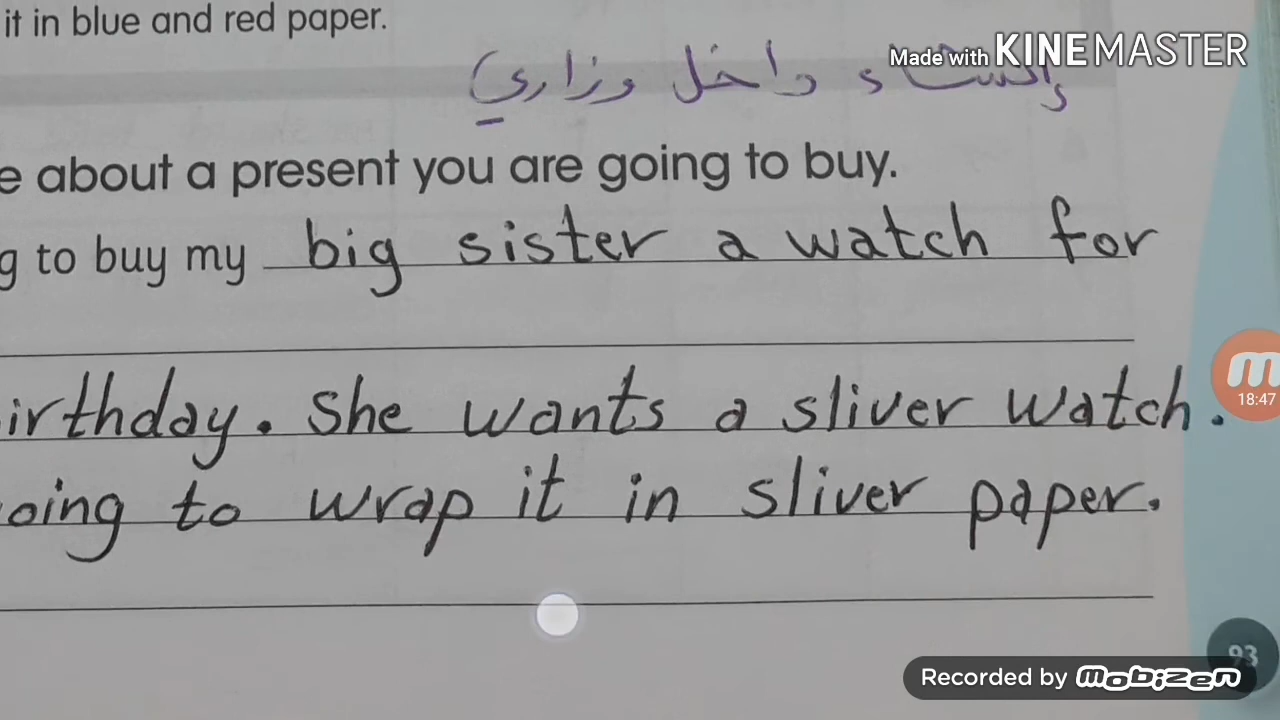 it in blue and red paper.
Made with KINEMASTER
داخل وزاري
e about a present you are going to buy.
g to buy my big sister a watch for
irthday. She wants a sliver watch.
18:47
oing to wrap it in sliver paper.
93
Recorded by mobizen